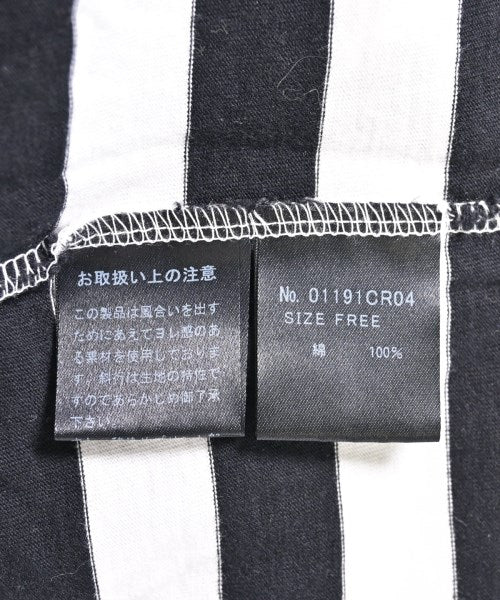 お取扱い上の注意
この製品は風合いを出す
ためにあえてヨレ感のあ
る素材を使用しておりま
す。斜行は生地の特性で
すのであらかじめ御了承
下さい。
No. 01191CR04
SIZE FREE
綿 100%